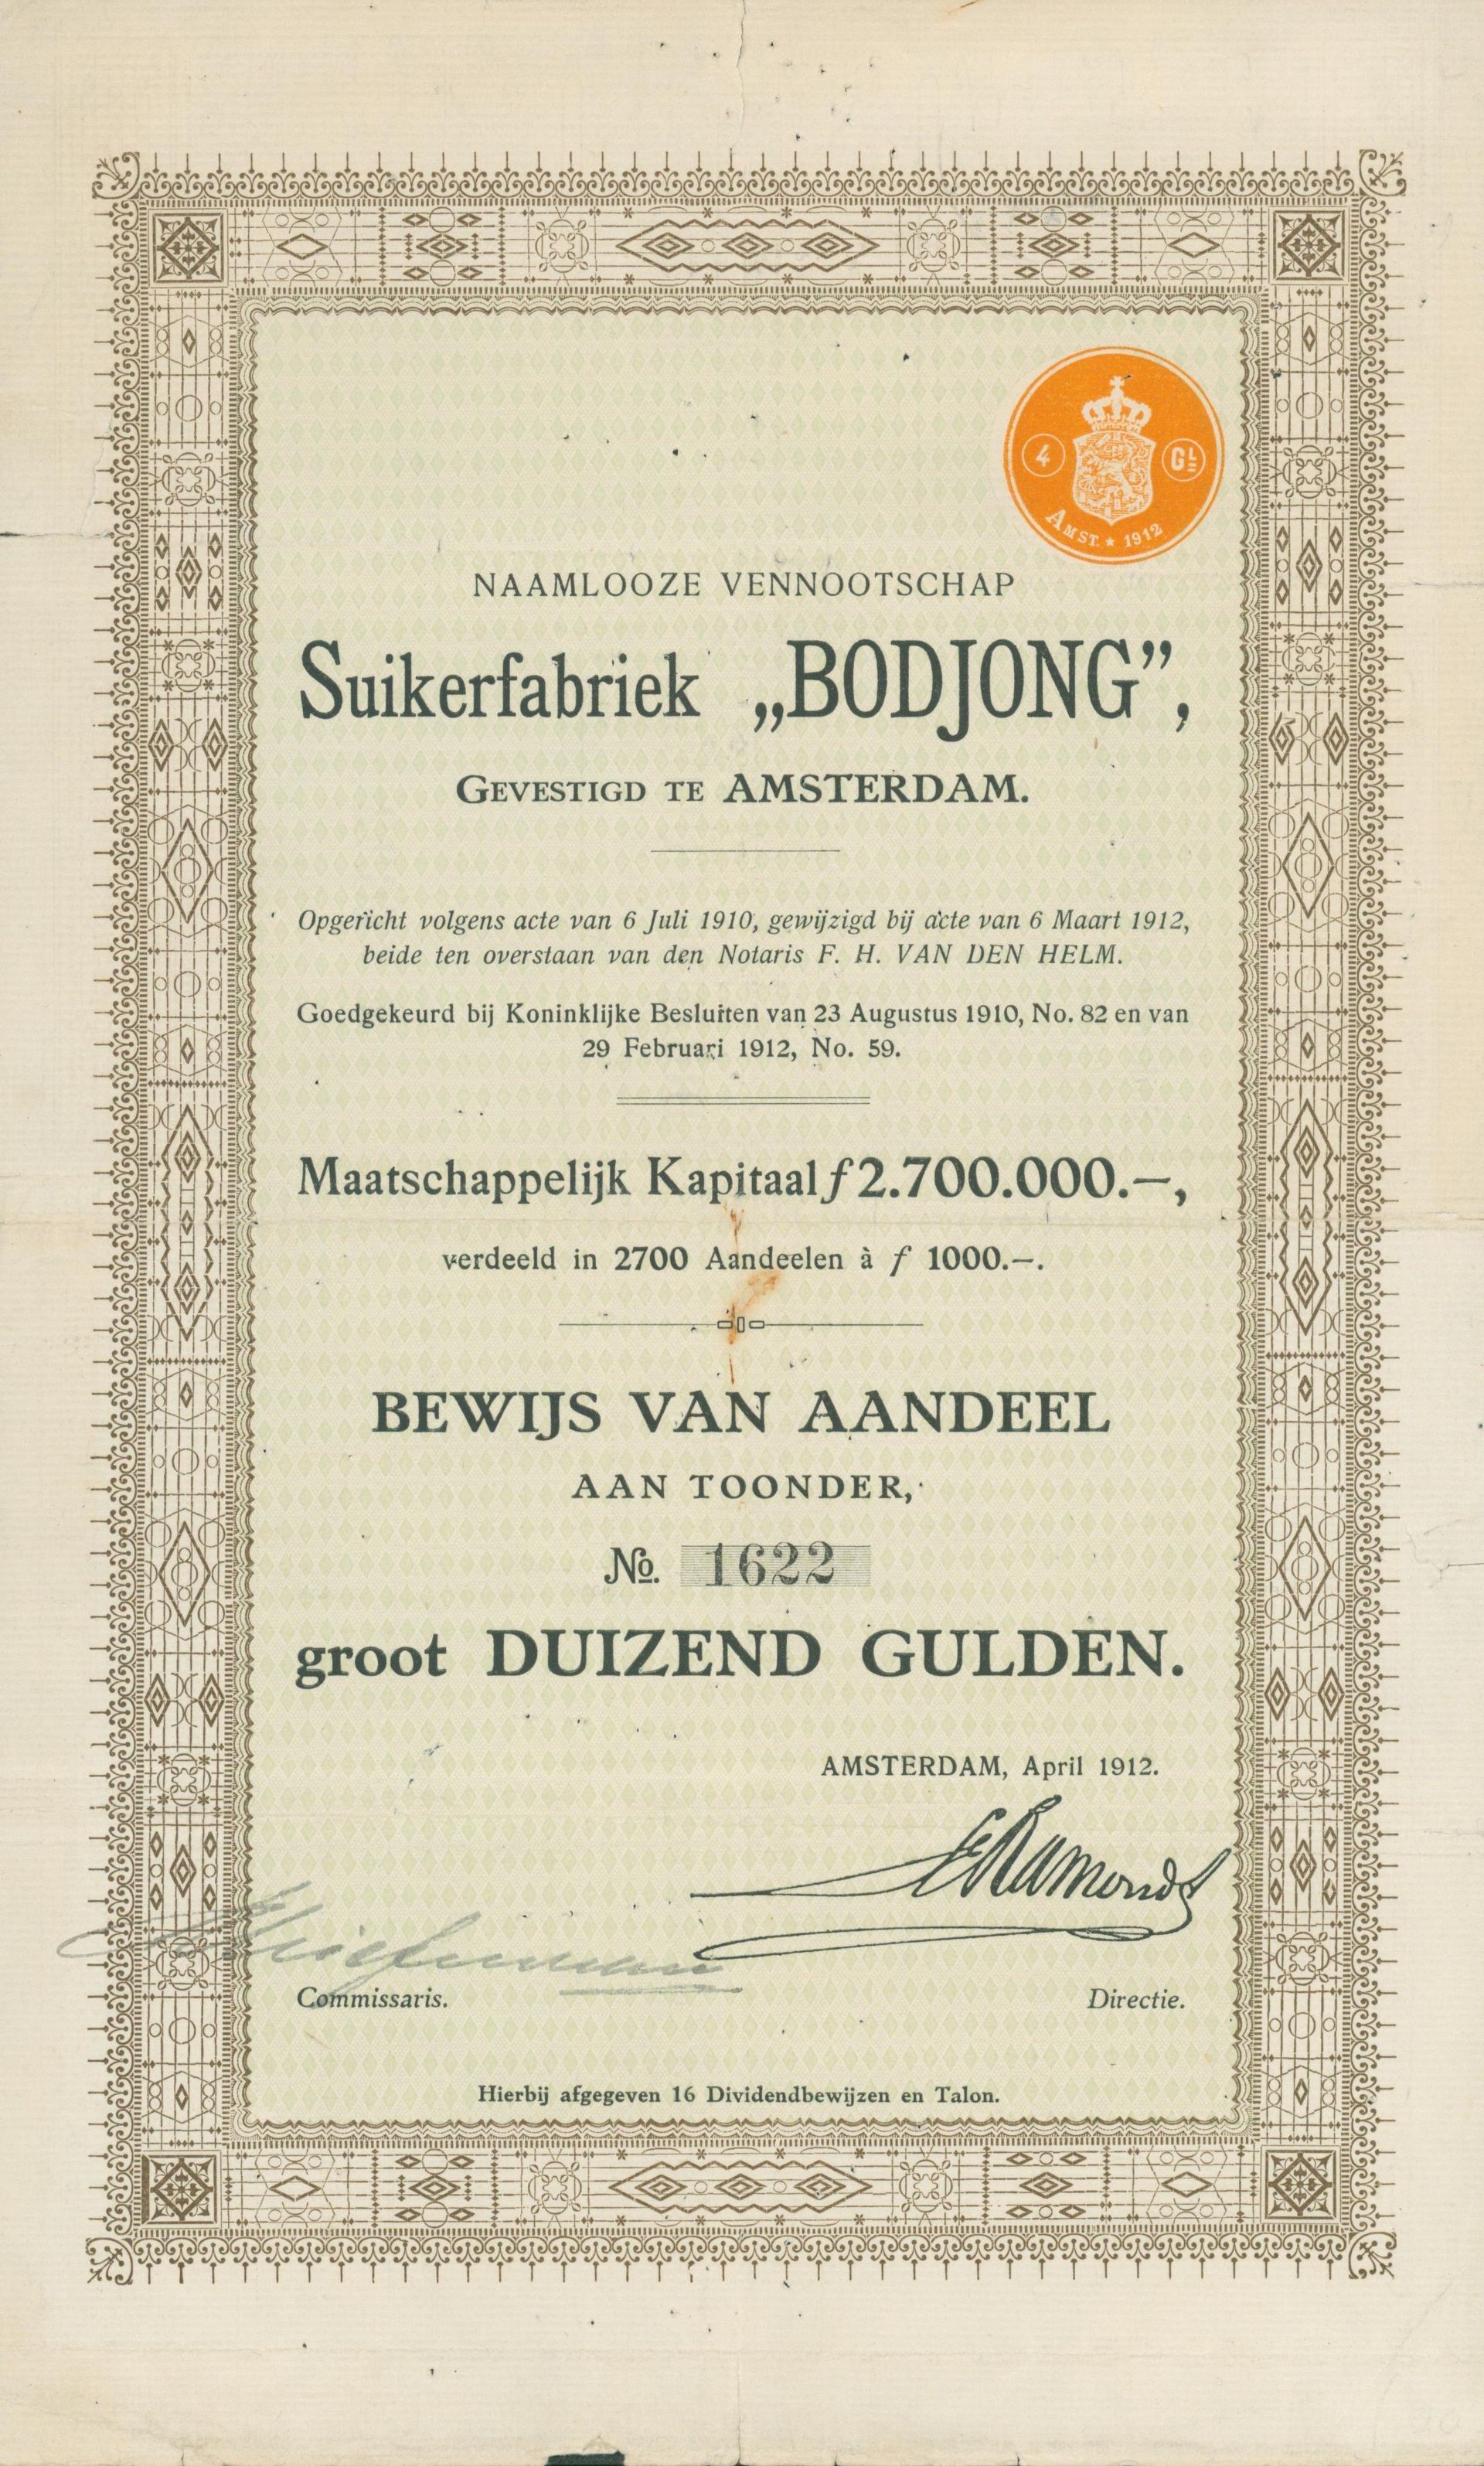 4 GL
AMST. ★ 1912
NAAMLOOZE VENNOOTSCHAP
Suikerfabriek „BODJONG”,
GEVESTIGD TE AMSTERDAM.
Opgericht volgens acte van 6 Juli 1910, gewijzigd bij acte van 6 Maart 1912,
beide ten overstaan van den Notaris F. H. VAN DEN HELM.
Goedgekeurd bij Koninklijke Besluiten van 23 Augustus 1910, No. 82 en van
29 Februari 1912, No. 59.
Maatschappelijk Kapitaal ƒ 2.700.000.—,
verdeeld in 2700 Aandeelen à ƒ 1000.—.
BEWIJS VAN AANDEEL
AAN TOONDER,
No. 1622
groot DUIZEND GULDEN.
AMSTERDAM, April 1912.
Commissaris. Directie.
Hierbij afgegeven 16 Dividendbewijzen en Talon.